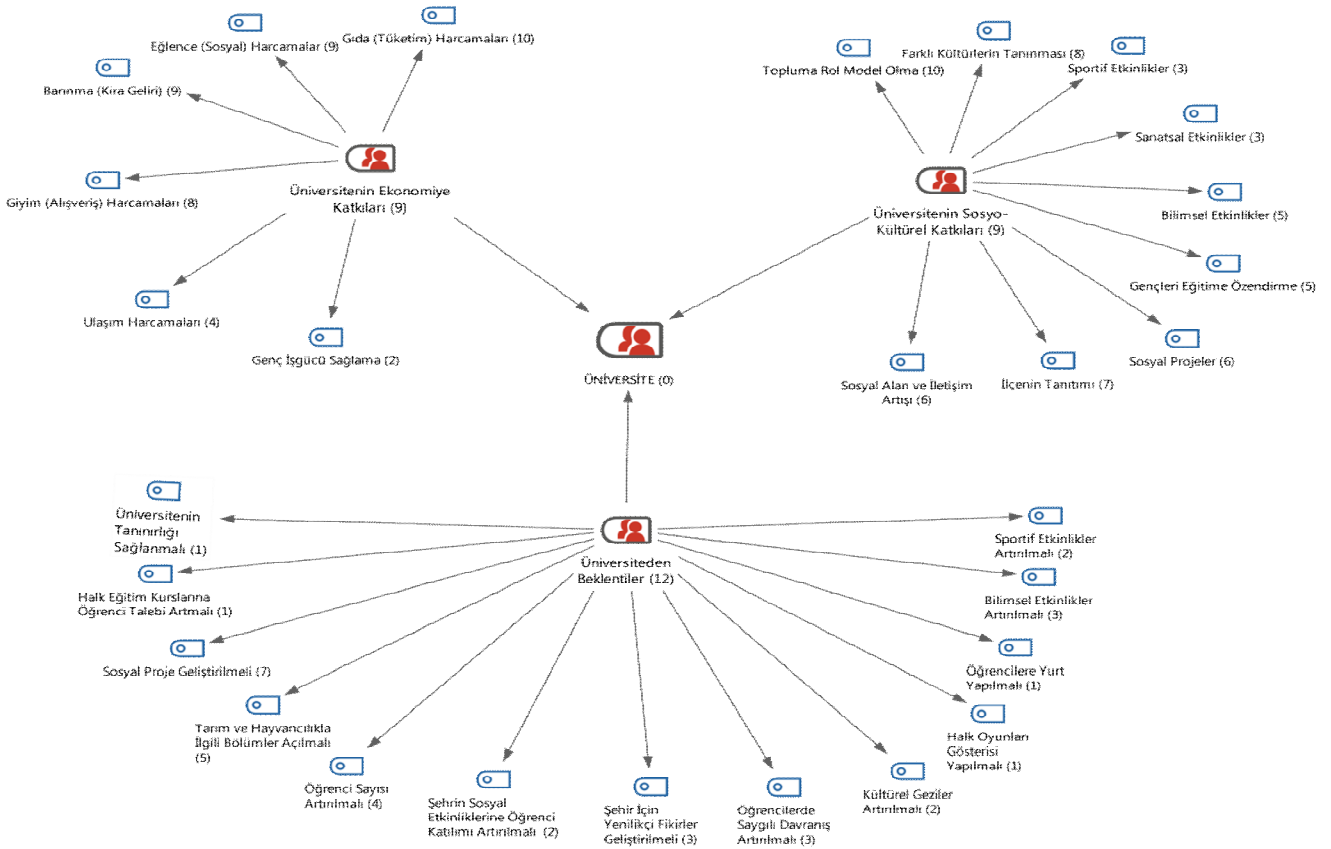 Gıda (Tüketim) Harcamaları (10)
Eğlence (Sosyal) Harcamalar (9)
Barınma (Kira Geliri) (9)
Giyim (Alışveriş) Harcamaları (8)
Ulaşım Harcamaları (4)
Genç İşgücü Sağlama (2)
Üniversitenin Ekonomiye
Katkıları (9)
Topluma Rol Model Olma (10)
Farklı Kültürlerin Tanınması (8)
Sportif Etkinlikler (3)
Sanatsal Etkinlikler (3)
Bilimsel Etkinlikler (5)
Gençleri Eğitime Özendirme (5)
Sosyal Projeler (6)
İlçenin Tanıtımı (7)
Sosyal Alan ve İletişim
Artışı (6)
Üniversitenin Sosyo-
Kültürel Katkıları (9)
ÜNİVERSİTE (0)
Üniversiteden
Beklentiler (12)
Üniversitenin
Tanınırlığı
Sağlanmalı (1)
Halk Eğitim Kurslarına
Öğrenci Talebi Artmalı (1)
Sosyal Proje Geliştirilmeli (7)
Tarım ve Hayvancılıkla
İlgili Bölümler Açılmalı
(5)
Öğrenci Sayısı
Artırılmalı (4)
Şehrin Sosyal
Etkinliklerine Öğrenci
Katılımı Artırılmalı (2)
Şehir İçin
Yenilikçi Fikirler
Geliştirilmeli (3)
Öğrencilerde
Saygılı Davranış
Artırılmalı (3)
Kültürel Geziler
Artırılmalı (2)
Halk Oyunları
Gösterisi
Yapılmalı (1)
Öğrencilere Yurt
Yapılmalı (1)
Bilimsel Etkinlikler
Artırılmalı (3)
Sportif Etkinlikler
Artırılmalı (2)